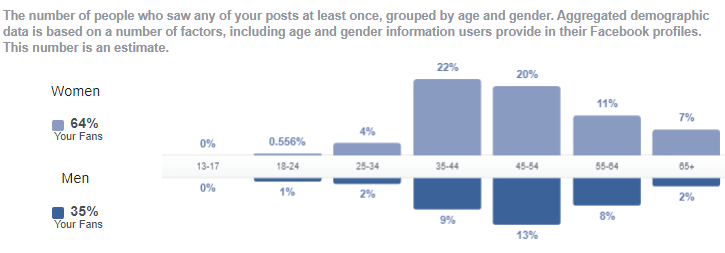 The number of people who saw any of your posts at least once, grouped by age and gender. Aggregated demographic
data is based on a number of factors, including age and gender information users provide in their Facebook profiles.
This number is an estimate.
Women
64%
Your Fans
0% 0.556% 4% 22% 20% 11% 7%
13-17 18-24 25-34 35-44 45-54 55-64 65+
Men
35%
Your Fans
0% 1% 2% 9% 13% 8% 2%